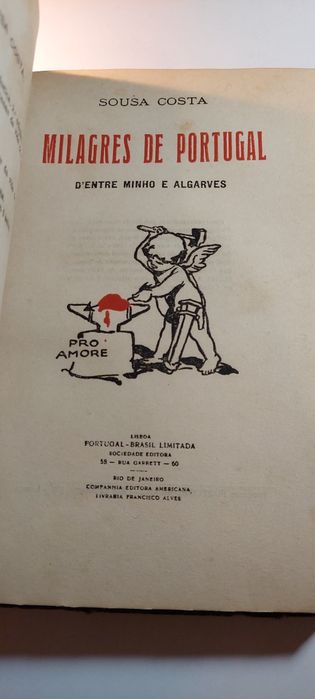 SOUSA COSTA
MILAGRES DE PORTUGAL
D'ENTRE MINHO E ALGARVES
PRO
AMORE
LISBOA
PORTUGAL-BRASIL LIMITADA
SOCIEDADE EDITORA
58 — RUA GARRETT — 60
RIO DE JANEIRO
COMPANHIA EDITORA AMERICANA
LIVRARIA FRANCISCO ALVES